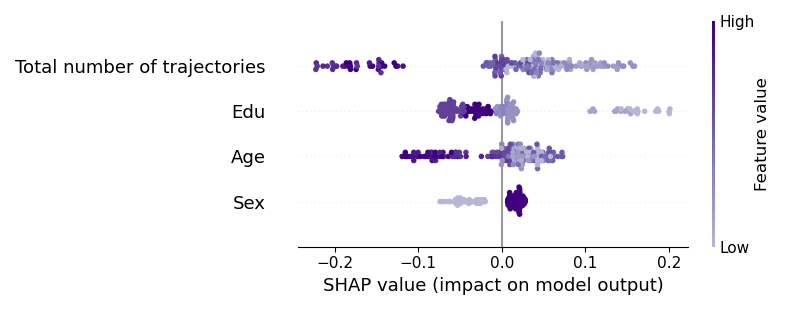 High
Total number of trajectories
Edu
Age
Sex
Feature value
Low
−0.2 −0.1 0.0 0.1 0.2
SHAP value (impact on model output)